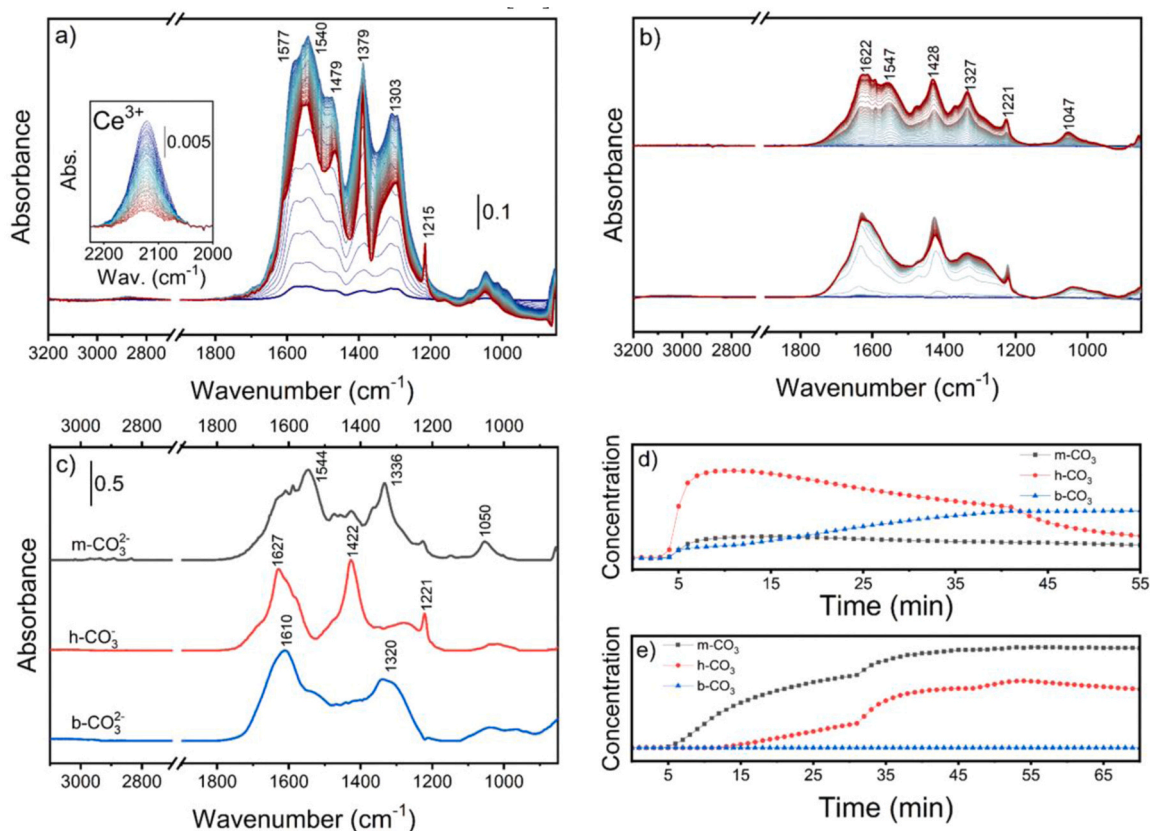 a)
1577
1540
1479
1379
1303
1215
Ce3+
0.005
Abs.
2200 2100 2000
Wav. (cm-1)
0.1
Absorbance
3200 3000 2800 1800 1600 1400 1200 1000
Wavenumber (cm-1)
b)
1622
1547
1428
1327
1221
1047
Absorbance
3200 3000 2800 1800 1600 1400 1200 1000
Wavenumber (cm-1)
3000 2800 1800 1600 1400 1200 1000
c)
0.5
1544
1336
1050
m-CO3 2-
1627
1422
1221
h-CO3 -
1610
1320
b-CO3 2-
Absorbance
3000 2800 1800 1600 1400 1200 1000
Wavenumber (cm-1)
d)
m-CO3
h-CO3
b-CO3
Concentration
5 15 25 35 45 55
Time (min)
e)
m-CO3
h-CO3
b-CO3
Concentration
5 15 25 35 45 55 65
Time (min)